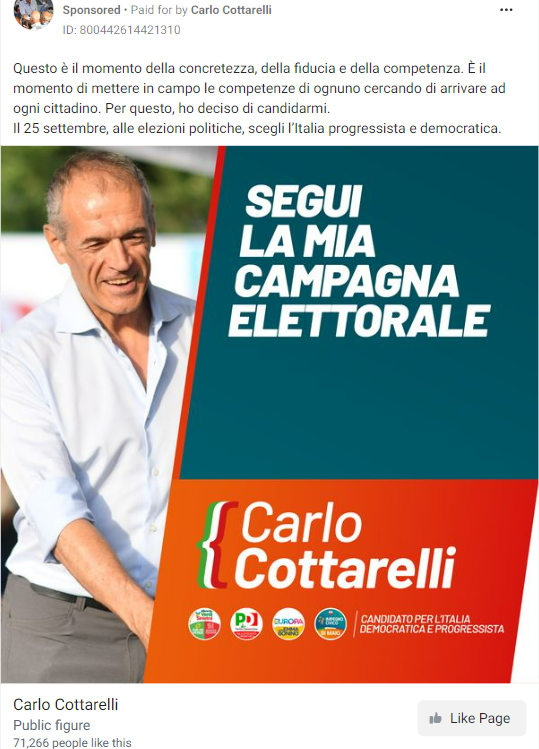 Sponsored • Paid for by Carlo Cottarelli
ID: 800442614421310
Questo è il momento della concretezza, della fiducia e della competenza. È il
momento di mettere in campo le competenze di ognuno cercando di arrivare ad
ogni cittadino. Per questo, ho deciso di candidarmi.
Il 25 settembre, alle elezioni politiche, scegli l'Italia progressista e democratica.
SEGUI
LA MIA
CAMPAGNA
ELETTORALE
Carlo
Cottarelli
PD
EUROPA
EMMA
BONINO
IMPEGNO
CIVICO
DI MAIO
CANDIDATO PER L'ITALIA
DEMOCRATICA E PROGRESSISTA
Carlo Cottarelli
Public figure
71,266 people like this
Like Page